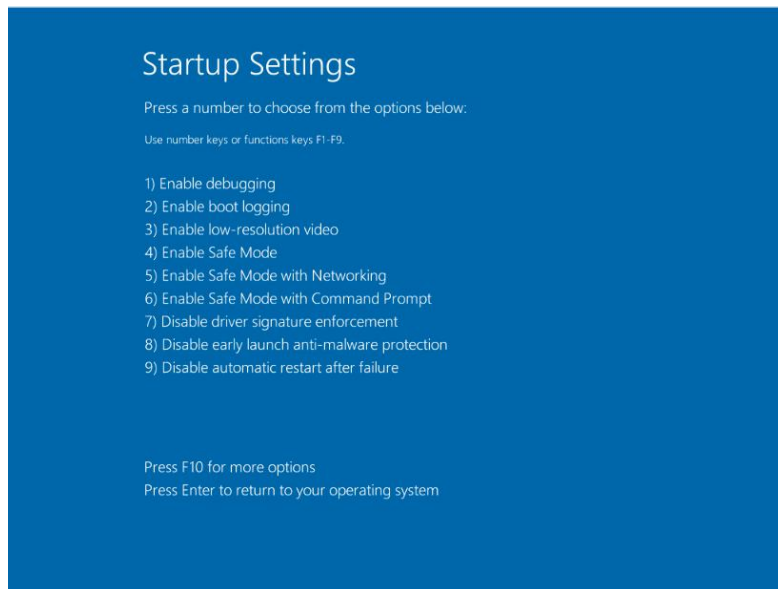 Startup Settings
Press a number to choose from the options below:
Use number keys or functions keys F1-F9.
1) Enable debugging
2) Enable boot logging
3) Enable low-resolution video
4) Enable Safe Mode
5) Enable Safe Mode with Networking
6) Enable Safe Mode with Command Prompt
7) Disable driver signature enforcement
8) Disable early launch anti-malware protection
9) Disable automatic restart after failure
Press F10 for more options
Press Enter to return to your operating system